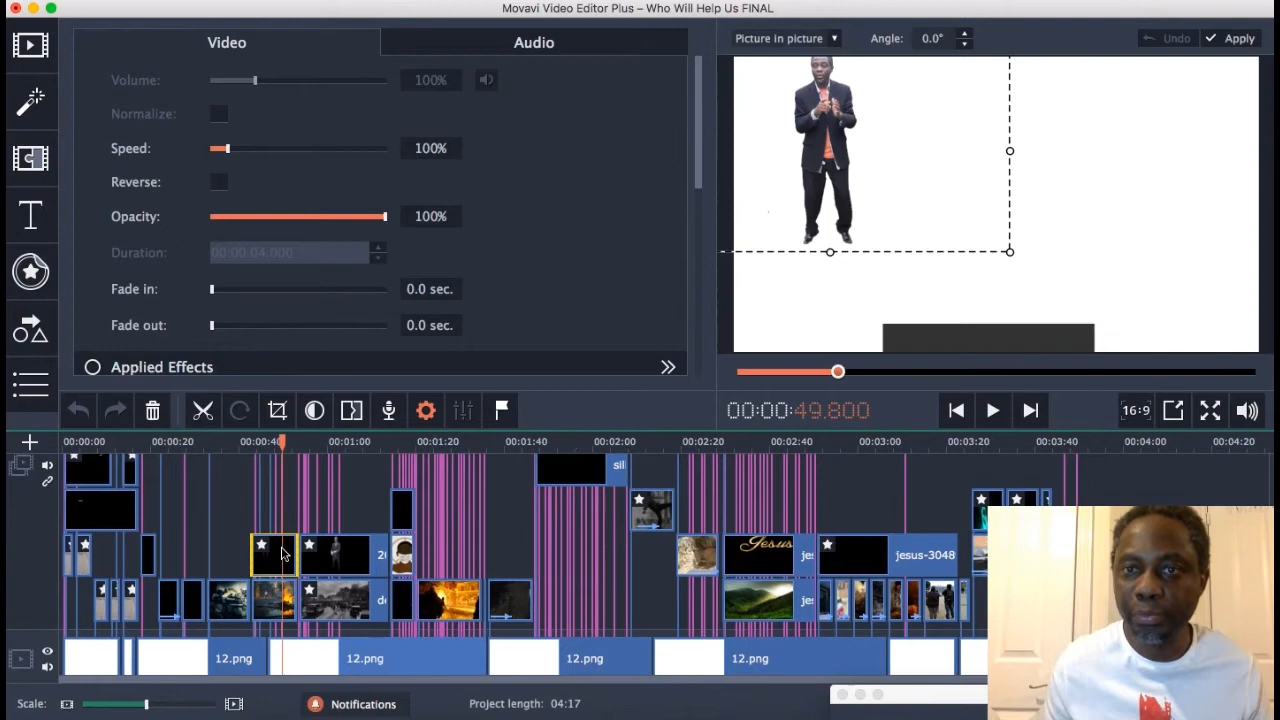 Movavi Video Editor Plus – Who Will Help Us FINAL
Video
Audio
Picture in picture
Angle:
0.0°
Undo
Apply
Volume:
100%
Normalize:
Speed:
100%
Reverse:
Opacity:
100%
Duration:
00:00:04.000
Fade in:
0.0 sec.
Fade out:
0.0 sec.
Applied Effects
00:00:49.800
16:9
00:00:00
00:00:20
00:00:40
00:01:00
00:01:20
00:01:40
00:02:00
00:02:20
00:02:40
00:03:00
00:03:20
00:03:40
00:04:00
00:04:20
sil
Jesus
jesus-3048
12.png
12.png
12.png
12.png
Scale:
Notifications
Project length: 04:17